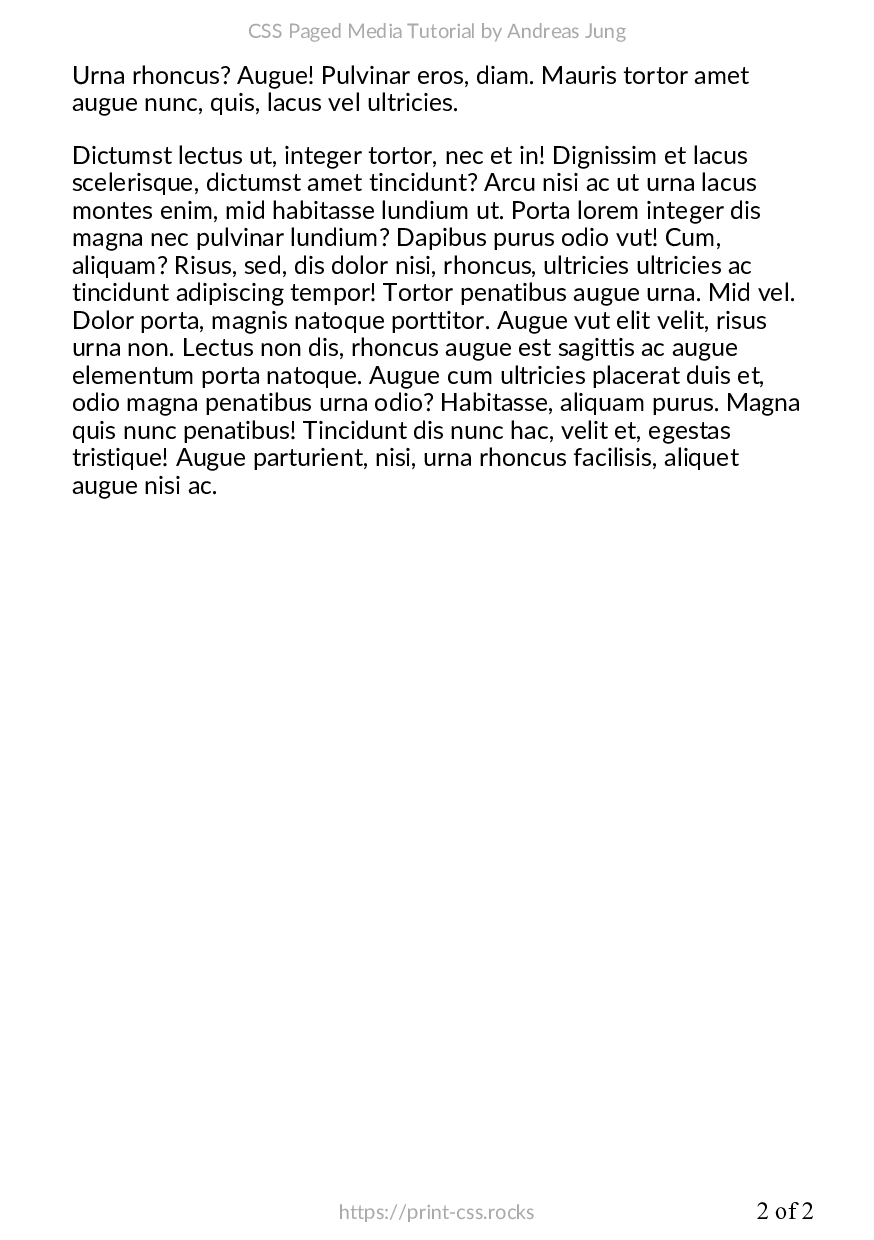 CSS Paged Media Tutorial by Andreas Jung
Urna rhoncus? Augue! Pulvinar eros, diam. Mauris tortor amet
augue nunc, quis, lacus vel ultricies.
Dictumst lectus ut, integer tortor, nec et in! Dignissim et lacus
scelerisque, dictumst amet tincidunt? Arcu nisi ac ut urna lacus
montes enim, mid habitasse lundium ut. Porta lorem integer dis
magna nec pulvinar lundium? Dapibus purus odio vut! Cum,
aliquam? Risus, sed, dis dolor nisi, rhoncus, ultricies ultricies ac
tincidunt adipiscing tempor! Tortor penatibus augue urna. Mid vel.
Dolor porta, magnis natoque porttitor. Augue vut elit velit, risus
urna non. Lectus non dis, rhoncus augue est sagittis ac augue
elementum porta natoque. Augue cum ultricies placerat duis et,
odio magna penatibus urna odio? Habitasse, aliquam purus. Magna
quis nunc penatibus! Tincidunt dis nunc hac, velit et, egestas
tristique! Augue parturient, nisi, urna rhoncus facilisis, aliquet
augue nisi ac.
https://print-css.rocks
2 of 2